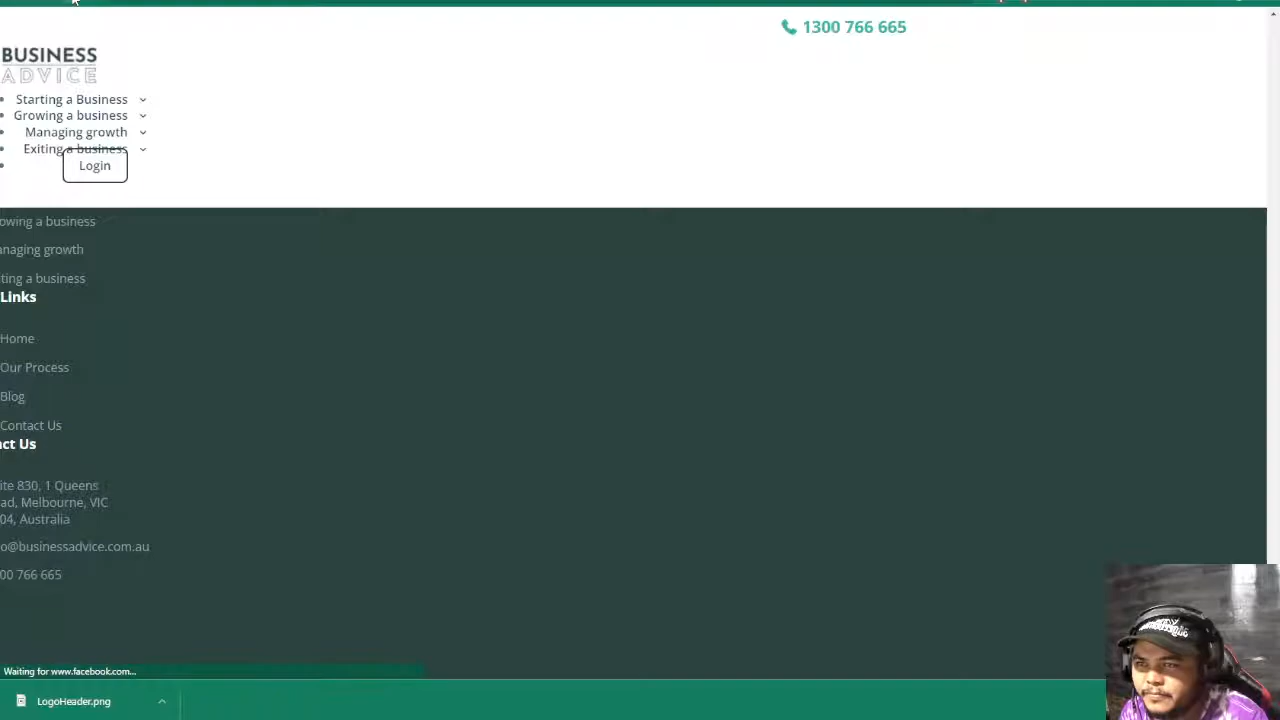 1300 766 665
BUSINESS
ADVICE
Starting a Business
Growing a business
Managing growth
Exiting a business
Login
owing a business
anaging growth
ting a business
Links
Home
Our Process
Blog
Contact Us
act Us
ite 830, 1 Queens
ad, Melbourne, VIC
04, Australia
o@businessadvice.com.au
00 766 665
Waiting for www.facebook.com...
LogoHeader.png